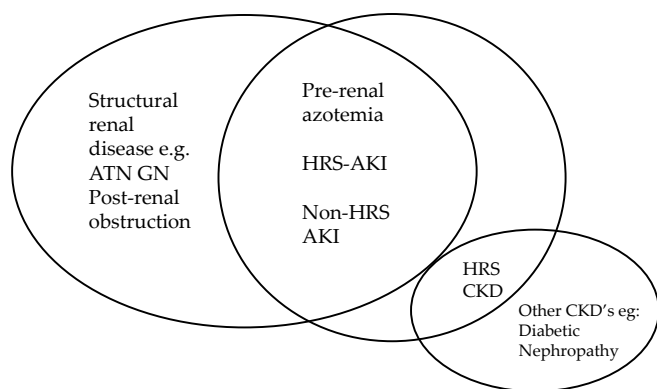 Structural
renal
disease e.g.
ATN GN
Post-renal
obstruction
Pre-renal
azotemia
HRS-AKI
Non-HRS
AKI
HRS
CKD
Other CKD's eg:
Diabetic
Nephropathy